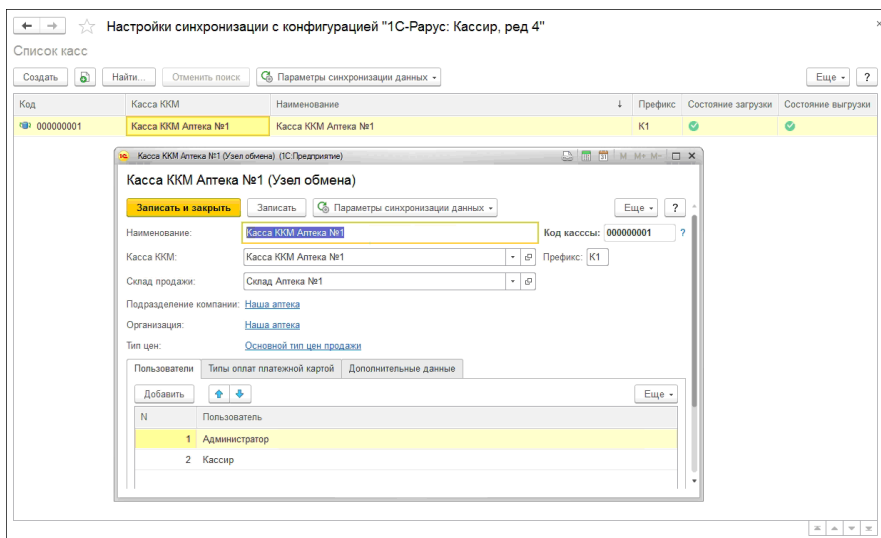 Настройки синхронизации с конфигурацией "1С-Рарус: Кассир, ред 4"
Список касс
Создать Найти... Отменить поиск Параметры синхронизации данных Еще ?
Код Касса ККМ Наименование ↓ Префикс Состояние загрузки Состояние выгрузки
000000001 Касса ККМ Аптека №1 Касса ККМ Аптека №1 К1
Касса ККМ Аптека №1 (Узел обмена) (1С:Предприятие) M M+ M-
Касса ККМ Аптека №1 (Узел обмена)
Записать и закрыть Записать Параметры синхронизации данных Еще ?
Наименование: Касса ККМ Аптека №1 Код касссы: 000000001 ?
Касса ККМ: Касса ККМ Аптека №1 Префикс: К1
Склад продажи: Склад Аптека №1
Подразделение компании: Наша аптека
Организация: Наша аптека
Тип цен: Основной тип цен продажи
Пользователи Типы оплат платежной картой Дополнительные данные
Добавить Еще
N Пользователь
1 Администратор
2 Кассир